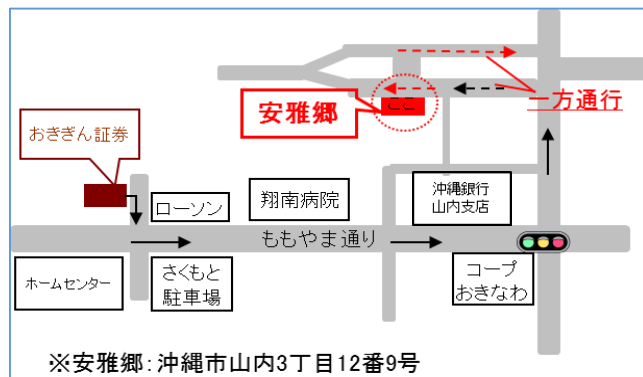 ここ
安雅郷
一方通行
おきぎん証券
ローソン
翔南病院
沖縄銀行
山内支店
ももやま通り
ホームセンター
さくもと
駐車場
コープ
おきなわ
※安雅郷:沖縄市山内3丁目12番9号